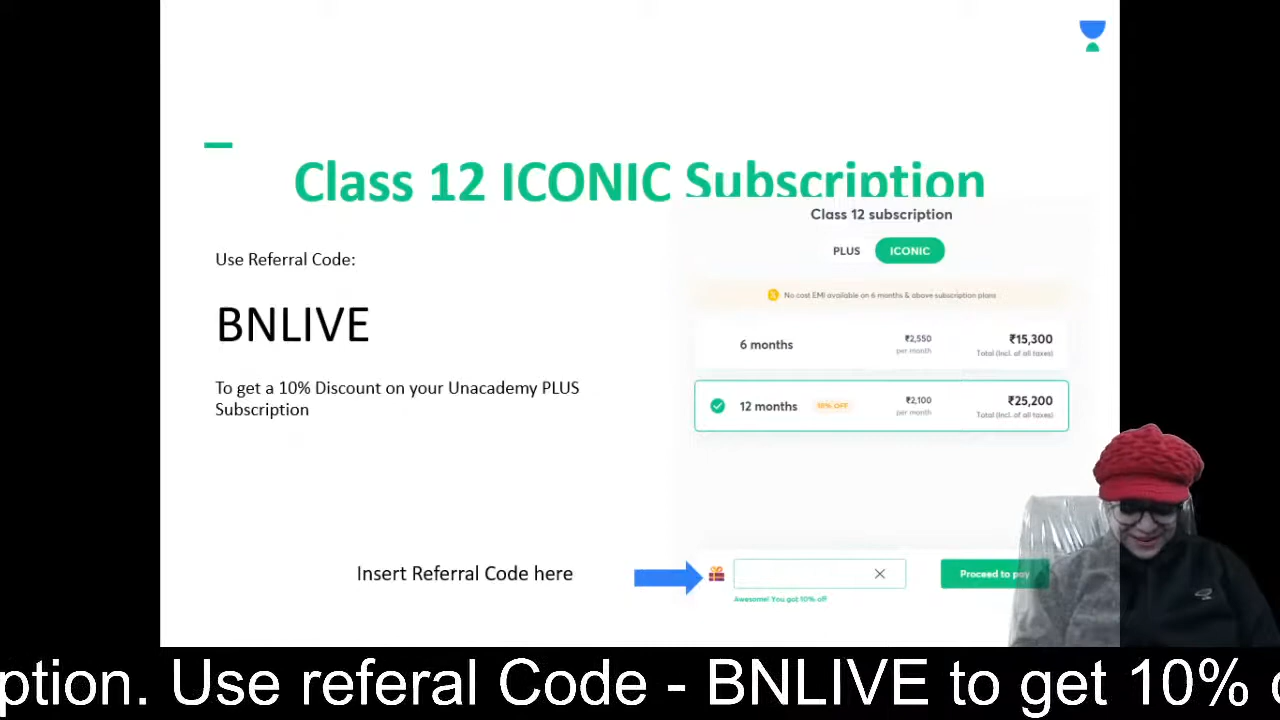 Class 12 ICONIC Subscription
Use Referral Code:
BNLIVE
To get a 10% Discount on your Unacademy PLUS
Subscription
Insert Referral Code here
Class 12 subscription
PLUS ICONIC
No cost EMI available on 6 months & above subscription plans
6 months ₹2,550 ₹15,300
per month Total (Incl. of all taxes)
12 months 10% OFF ₹2,100 ₹25,200
per month Total (Incl. of all taxes)
Proceed to pay
Awesome! You got 10% off
ption. Use referal Code - BNLIVE to get 10%